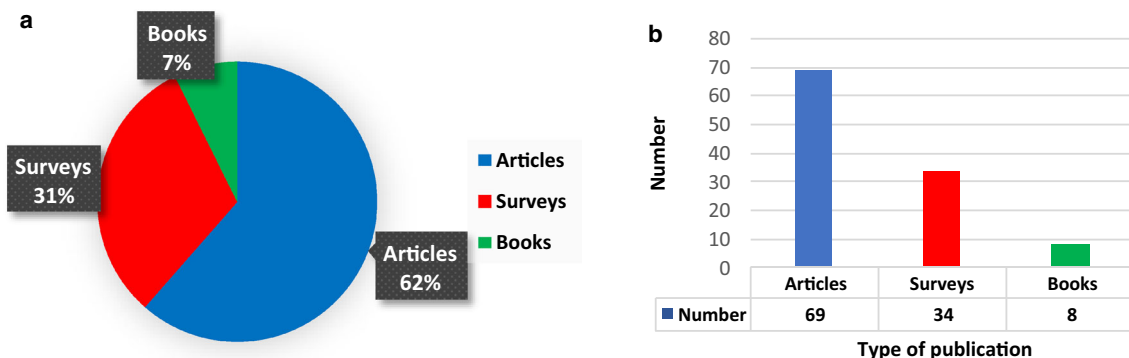 a
Books
7%
Surveys
31%
Articles
62%
Articles
Surveys
Books
b
80
70
60
50
40
30
20
10
0
Number
Articles Surveys Books
Number 69 34 8
Type of publication